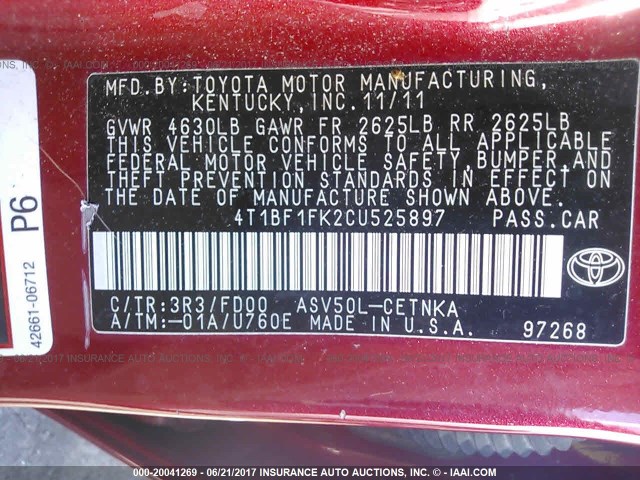 MFD.BY:TOYOTA MOTOR MANUFACTURING,
KENTUCKY,INC.11/11
GVWR 4630LB GAWR FR 2625LB RR 2625LB
THIS VEHICLE CONFORMS TO ALL APPLICABLE
FEDERAL MOTOR VEHICLE SAFETY, BUMPER AND
THEFT PREVENTION STANDARDS IN EFFECT ON
THE DATE OF MANUFACTURE SHOWN ABOVE.
4T1BF1FK2CU525897 PASS.CAR
C/TR:3R3/FD00 ASV50L-CETNKA
A/TM:-01A/U760E MADE IN U.S.A.
97268
P6
42661-06712
000-20041269 - 06/21/2017 INSURANCE AUTO AUCTIONS, INC. - IAAI.COM